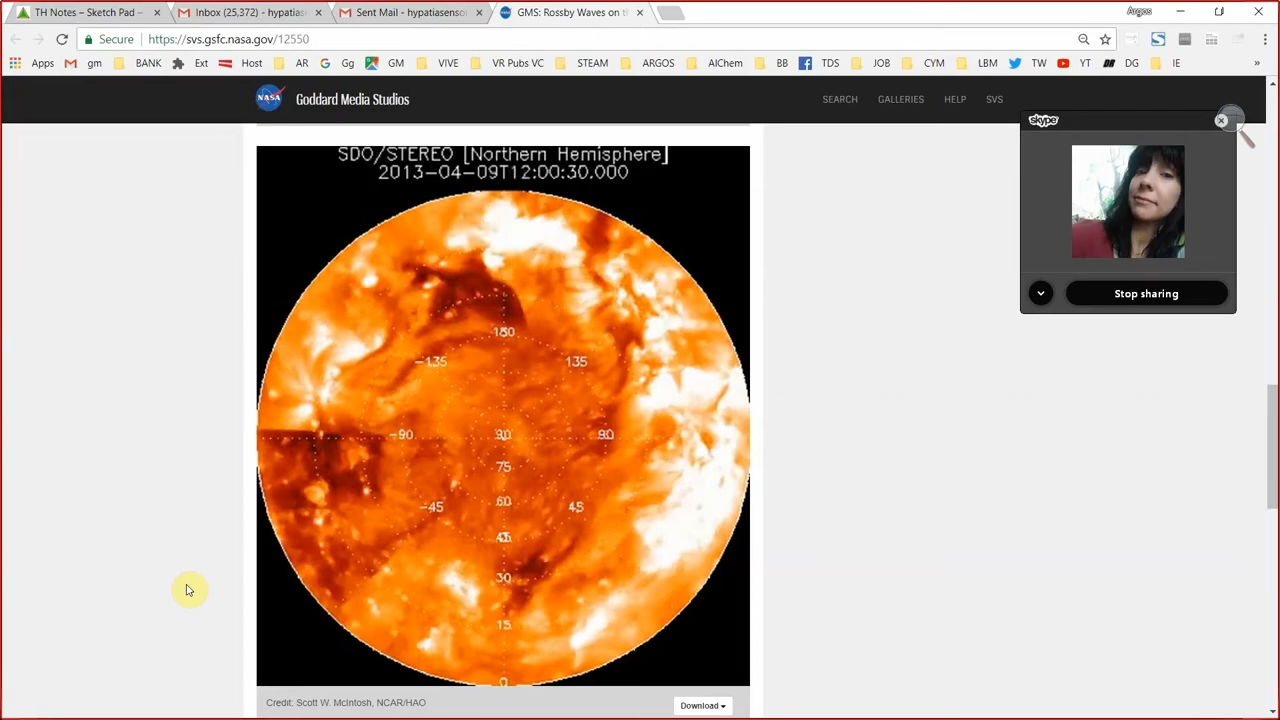 TH Notes – Sketch Pad –
Inbox (25,372) - hypatias
Sent Mail - hypatiasenso
GMS: Rossby Waves on t
Argos
Secure
https://svs.gsfc.nasa.gov/12550
Apps
gm
BANK
Ext
Host
AR
Gg
GM
VIVE
VR Pubs VC
STEAM
ARGOS
Alchem
BB
TDS
JOB
CYM
LBM
TW
YT
DG
IE
NASA
Goddard Media Studios
SEARCH
GALLERIES
HELP
SVS
skype
Stop sharing
SDO/STEREO [Northern Hemisphere]
2013-04-09T12:00:30.000
180
-135
135
-90
90
90
75
-45
60
45
45
30
15
0
Credit: Scott W. McIntosh, NCAR/HAO
Download